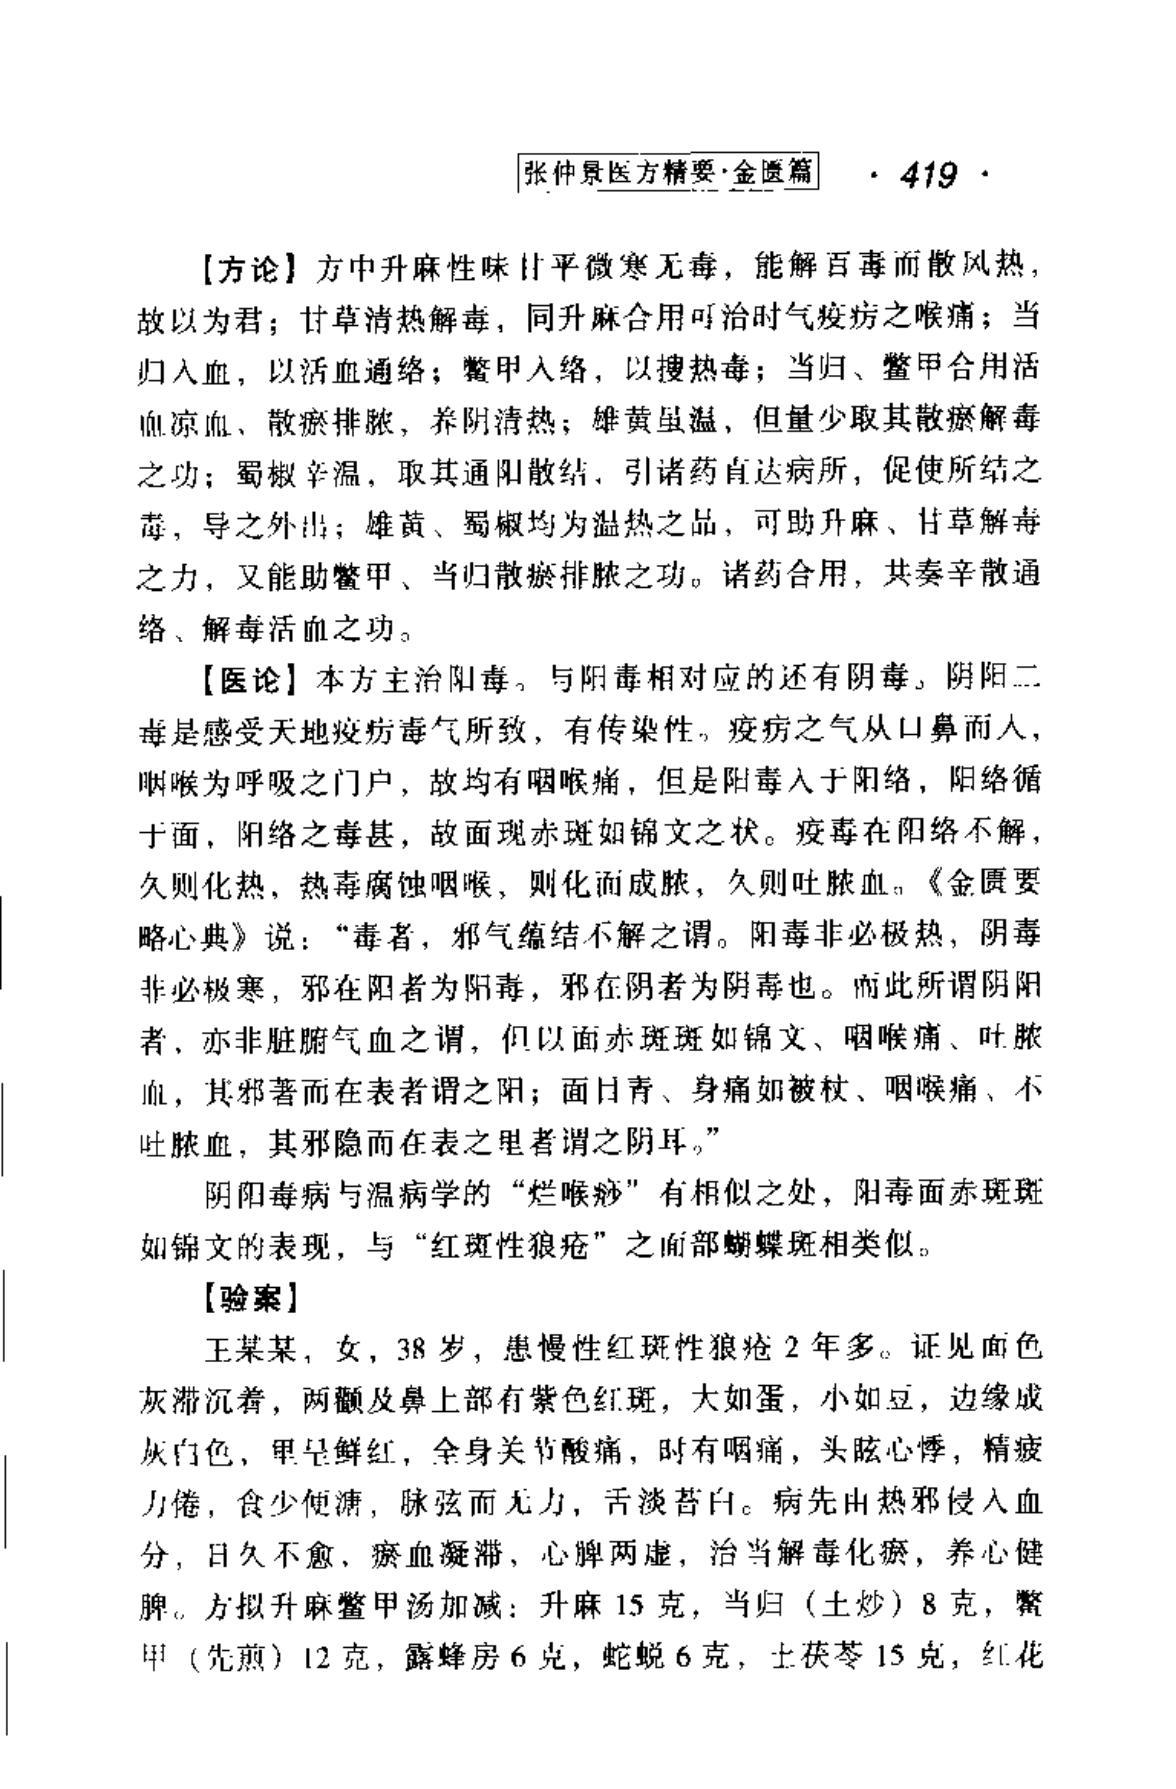 张仲景医方精要·金匮篇 · 419 ·
【方论】方中升麻性味甘平微寒无毒，能解百毒而散风热，
故以为君；甘草清热解毒，同升麻合用可治时气疫疠之喉痛；当
归入血，以活血通络；鳖甲入络，以搜热毒；当归、鳖甲合用活
血凉血、散瘀排脓，养阴清热；雄黄虽温，但量少取其散瘀解毒
之功；蜀椒辛温，取其通阳散结，引诸药直达病所，促使所结之
毒，导之外出；雄黄、蜀椒均为温热之品，可助升麻、甘草解毒
之力，又能助鳖甲、当归散瘀排脓之功。诸药合用，共奏辛散通
络、解毒活血之功。
【医论】本方主治阳毒。与阳毒相对应的还有阴毒。阴阳二
毒是感受天地疫疠毒气所致，有传染性。疫疠之气从口鼻而入，
咽喉为呼吸之门户，故均有咽喉痛，但是阳毒入于阳络，阳络循
于面，阳络之毒甚，故面现赤斑如锦文之状。疫毒在阳络不解，
久则化热，热毒腐蚀咽喉，则化而成脓，久则吐脓血。《金匮要
略心典》说：“毒者，邪气蕴结不解之谓。阳毒非必极热，阴毒
非必极寒，邪在阳者为阳毒，邪在阴者为阴毒也。而此所谓阴阳
者，亦非脏腑气血之谓，但以面赤斑斑如锦文、咽喉痛、吐脓
血，其邪著而在表者谓之阳；面目青、身痛如被杖、咽喉痛、不
吐脓血，其邪隐而在表之里者谓之阴耳。”
阴阳毒病与温病学的“烂喉痧”有相似之处，阳毒面赤斑斑
如锦文的表现，与“红斑性狼疮”之面部蝴蝶斑相类似。
【验案】
王某某，女，38 岁，患慢性红斑性狼疮 2 年多。证见面色
灰滞沉着，两颧及鼻上部有紫色红斑，大如蛋，小如豆，边缘成
灰白色，里呈鲜红，全身关节酸痛，时有咽痛，头眩心悸，精疲
力倦，食少便溏，脉弦而无力，舌淡苔白。病先由热邪侵入血
分，日久不愈，瘀血凝滞，心脾两虚，治当解毒化瘀，养心健
脾。方拟升麻鳖甲汤加减：升麻 15 克，当归（土炒）8 克，鳖
甲（先煎）12 克，露蜂房 6 克，蛇蜕 6 克，土茯苓 15 克，红花